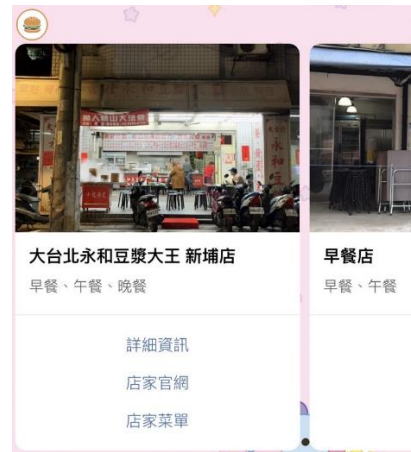 大台北永和豆漿大王 新埔店
早餐、午餐、晚餐
詳細資訊
店家官網
店家菜單
早餐店
早餐、午餐